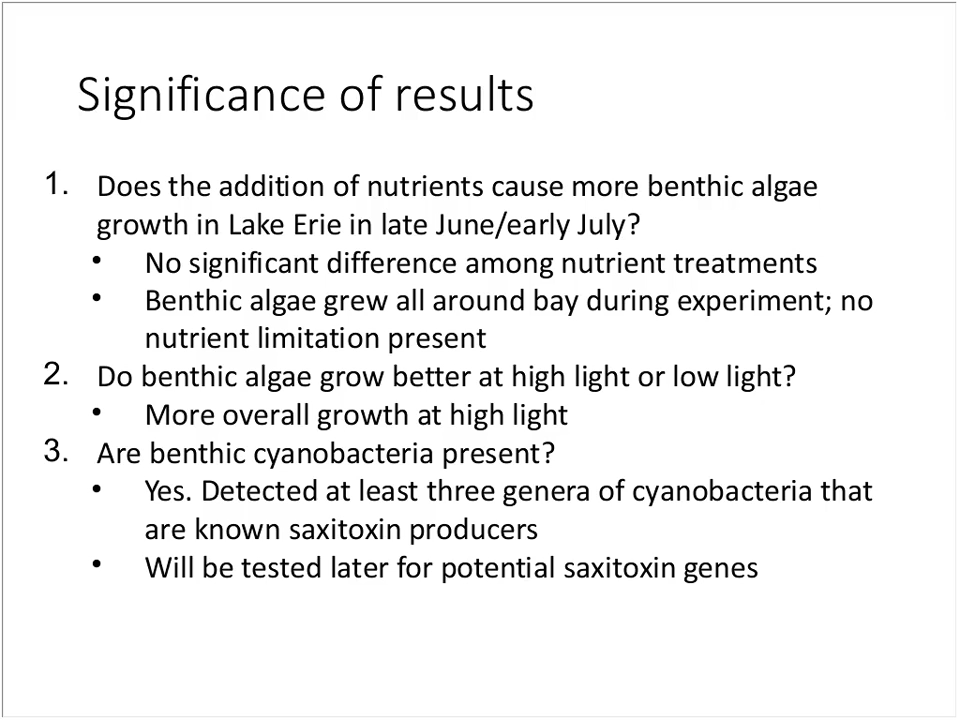 Significance of results
1. Does the addition of nutrients cause more benthic algae
growth in Lake Erie in late June/early July?
• No significant difference among nutrient treatments
• Benthic algae grew all around bay during experiment; no
nutrient limitation present
2. Do benthic algae grow better at high light or low light?
• More overall growth at high light
3. Are benthic cyanobacteria present?
• Yes. Detected at least three genera of cyanobacteria that
are known saxitoxin producers
• Will be tested later for potential saxitoxin genes